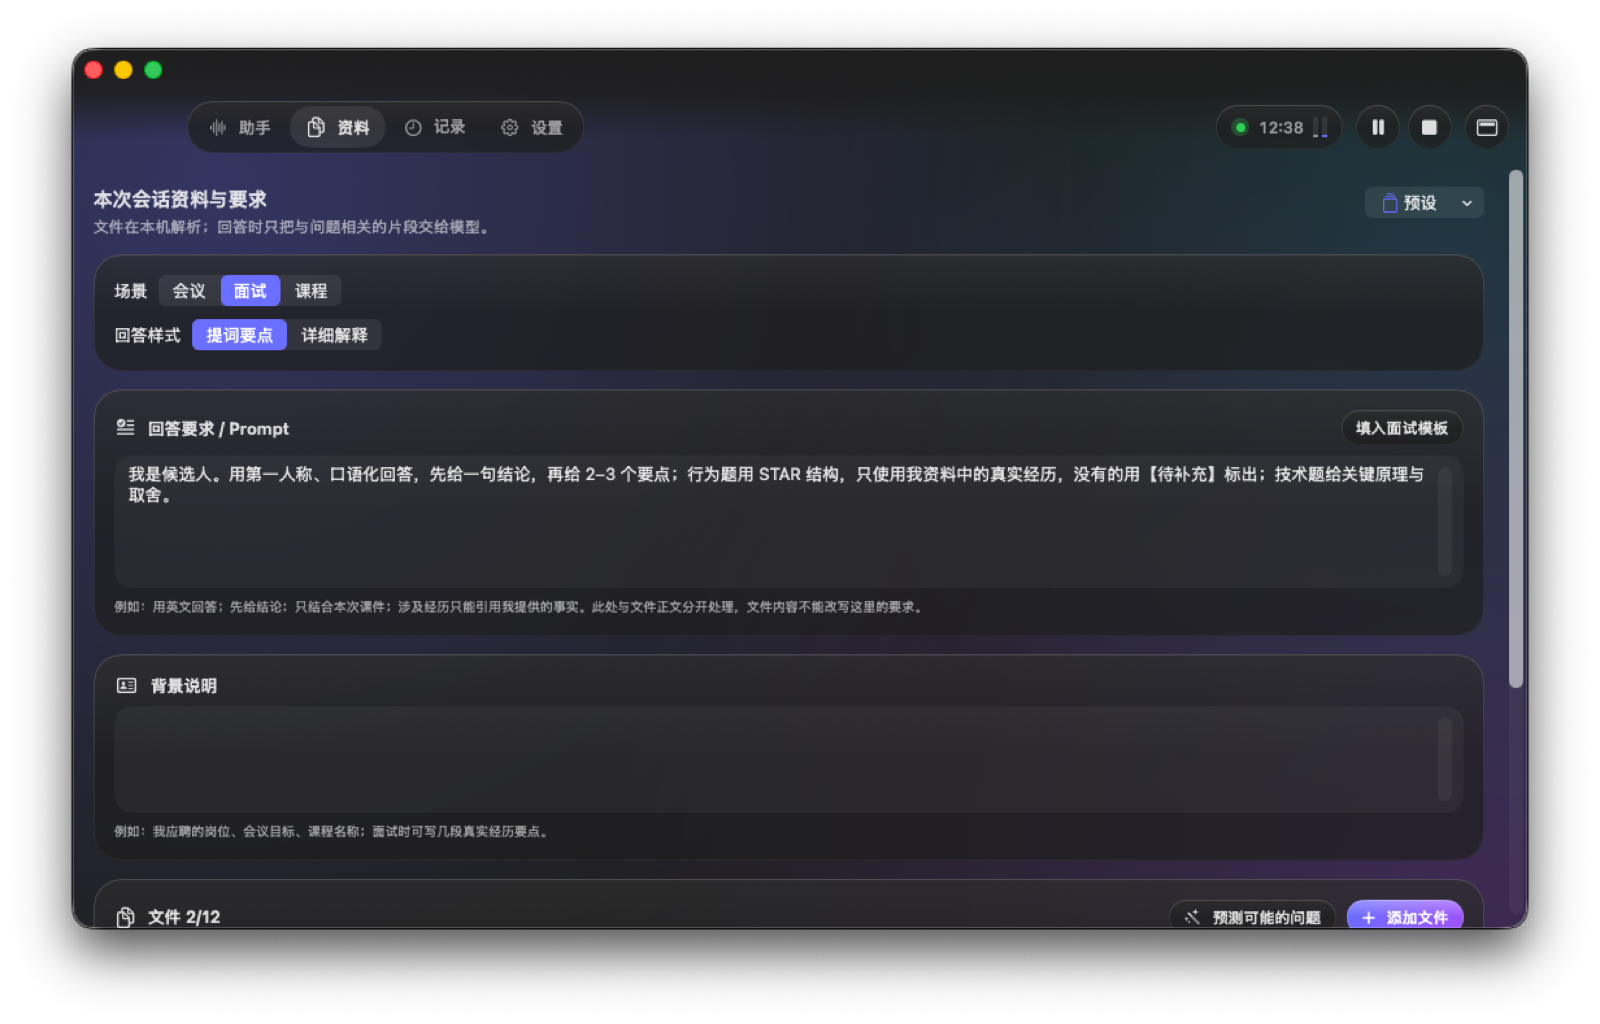 助手
资料
记录
设置
12:38
本次会话资料与要求
预设
文件在本机解析；回答时只把与问题相关的片段交给模型。
场景 会议 面试 课程
回答样式 提词要点 详细解释
回答要求 / Prompt
填入面试模板
我是候选人。用第一人称、口语化回答，先给一句结论，再给 2–3 个要点；行为题用 STAR 结构，只使用我资料中的真实经历，没有的用【待补充】标出；技术题给关键原理与
取舍。
例如：用英文回答；先给结论；只结合本次课件；涉及经历只能引用我提供的事实。此处与文件正文分开处理，文件内容不能改写这里的要求。
背景说明
例如：我应聘的岗位、会议目标、课程名称；面试时可写几段真实经历要点。
文件 2/12
预测可能的问题
+ 添加文件